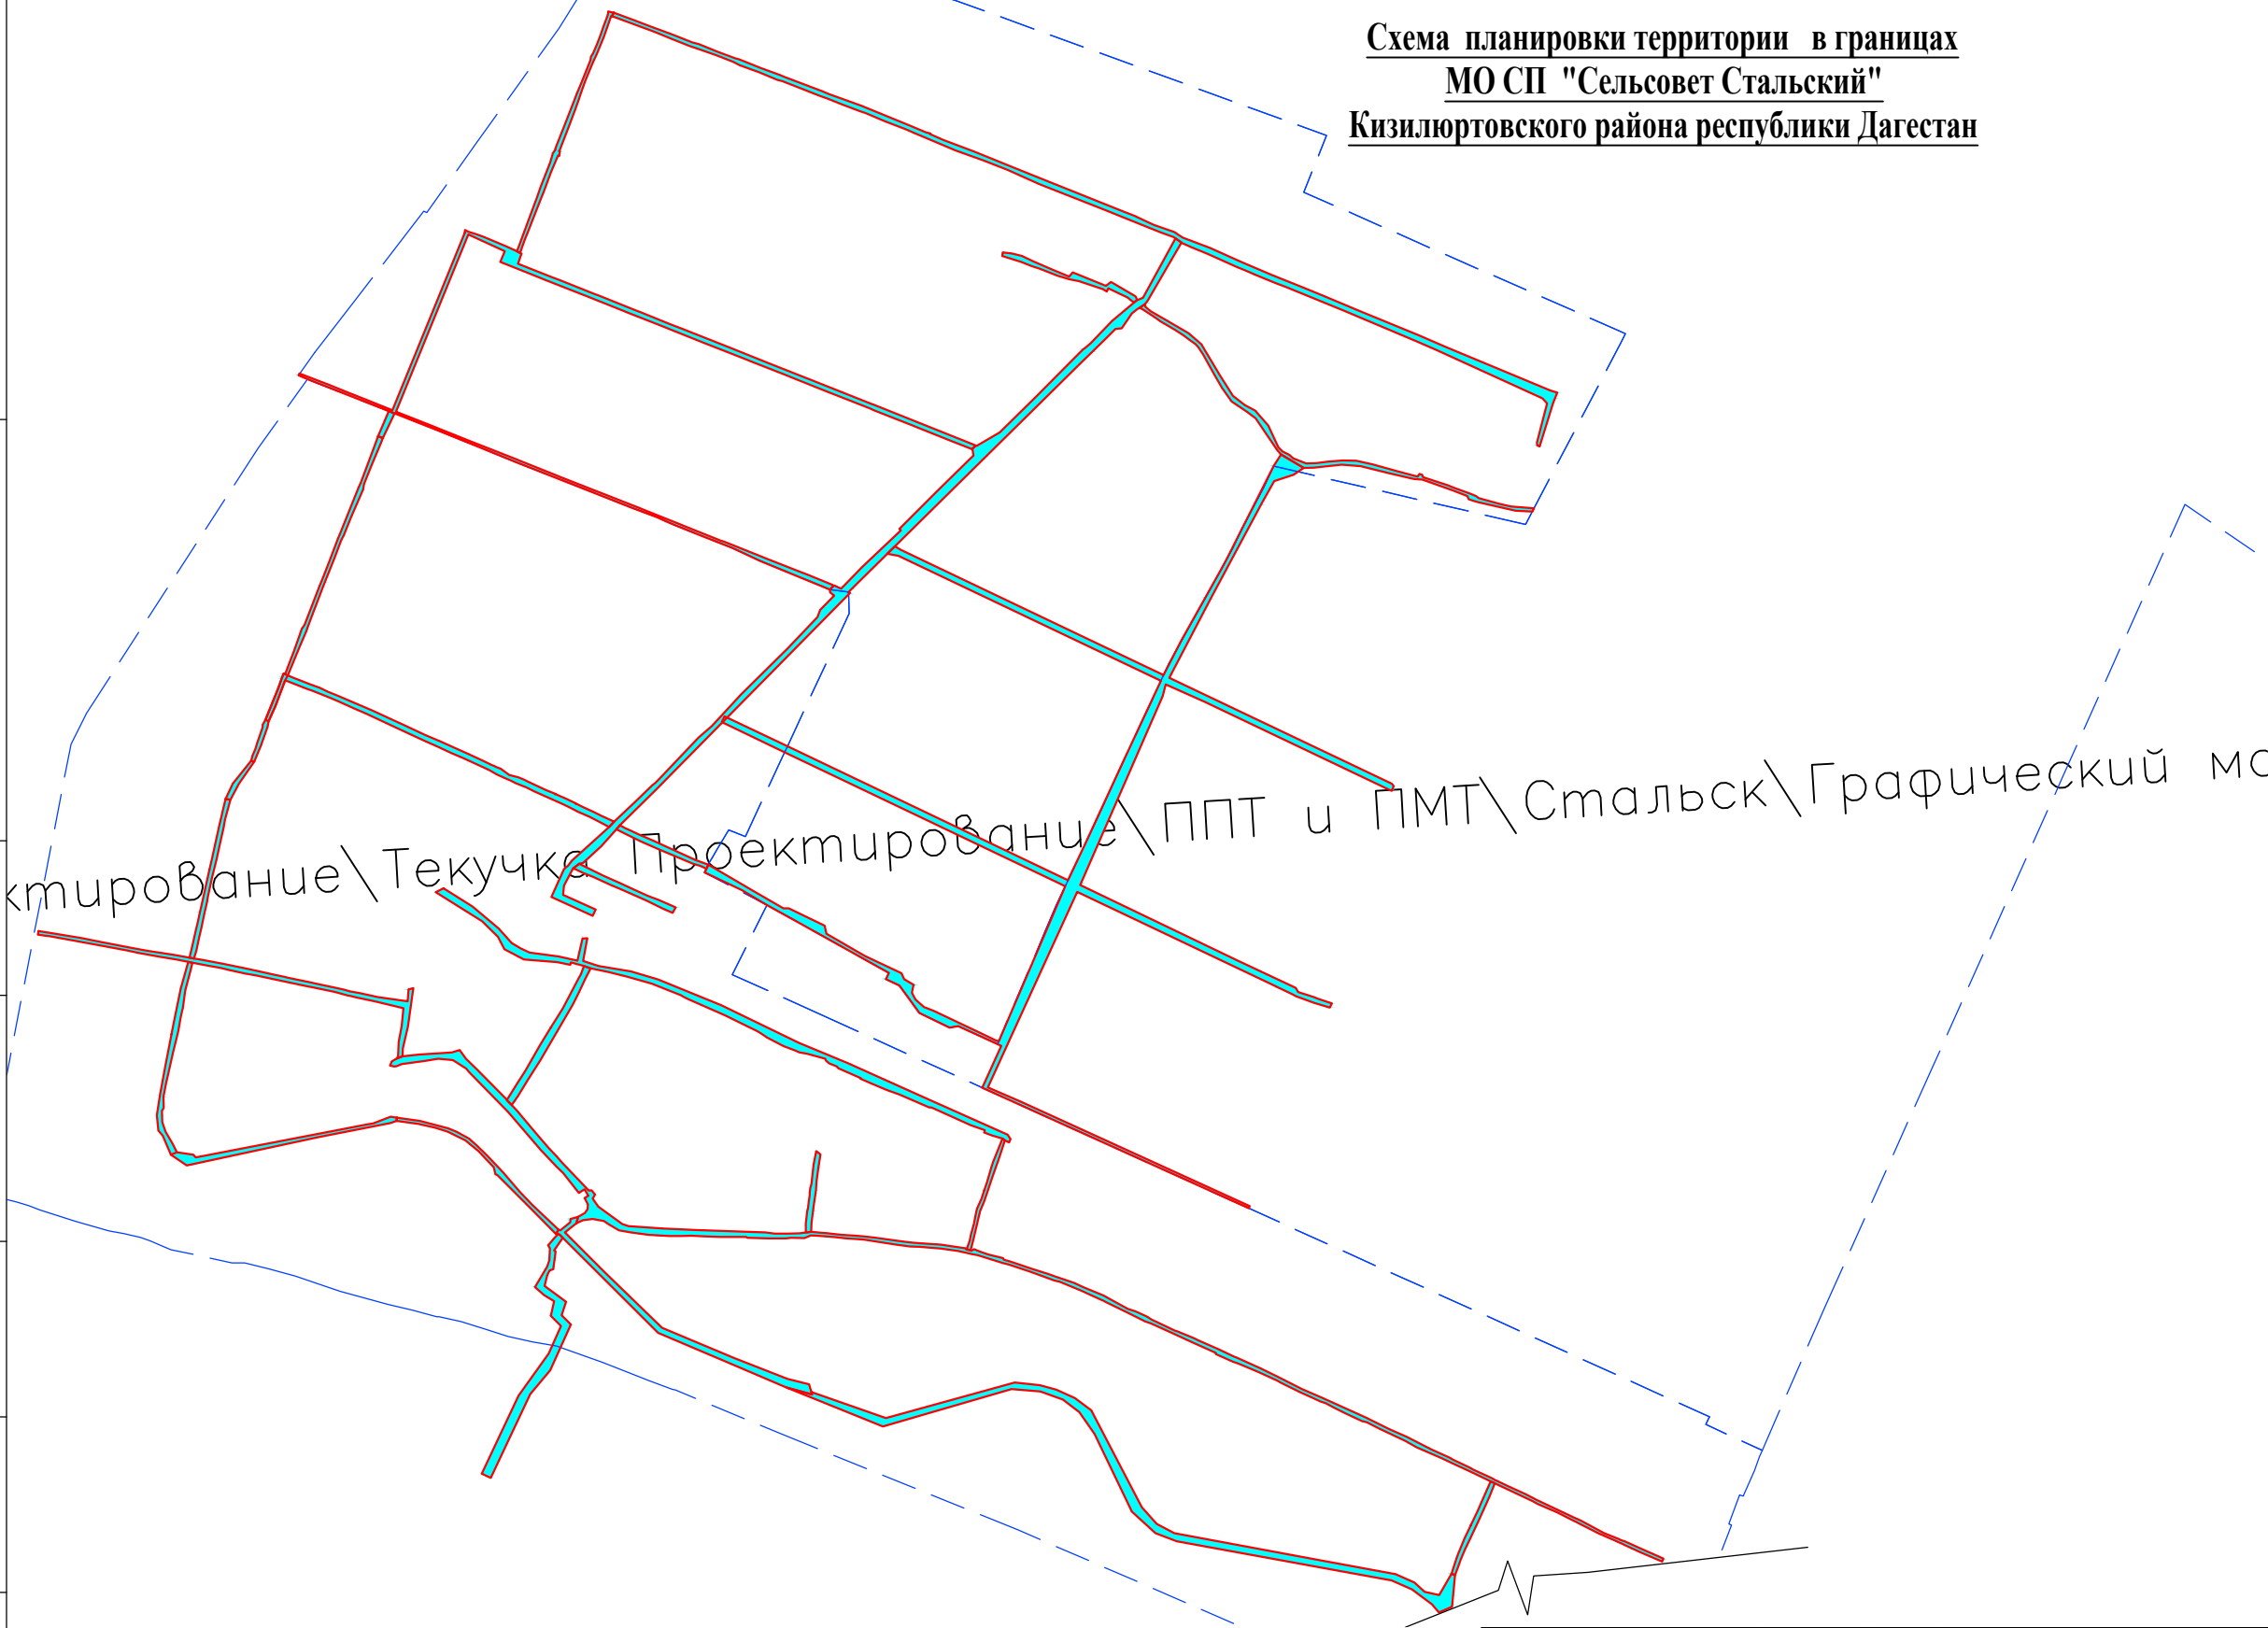 Схема планировки территории в границах
МО СП "Сельсовет Стальский"
Кизилюртовского района республики Дагестан
ктирование\Текучка Проектирование\ППТ и ПМТ\Стальск\Графический мо